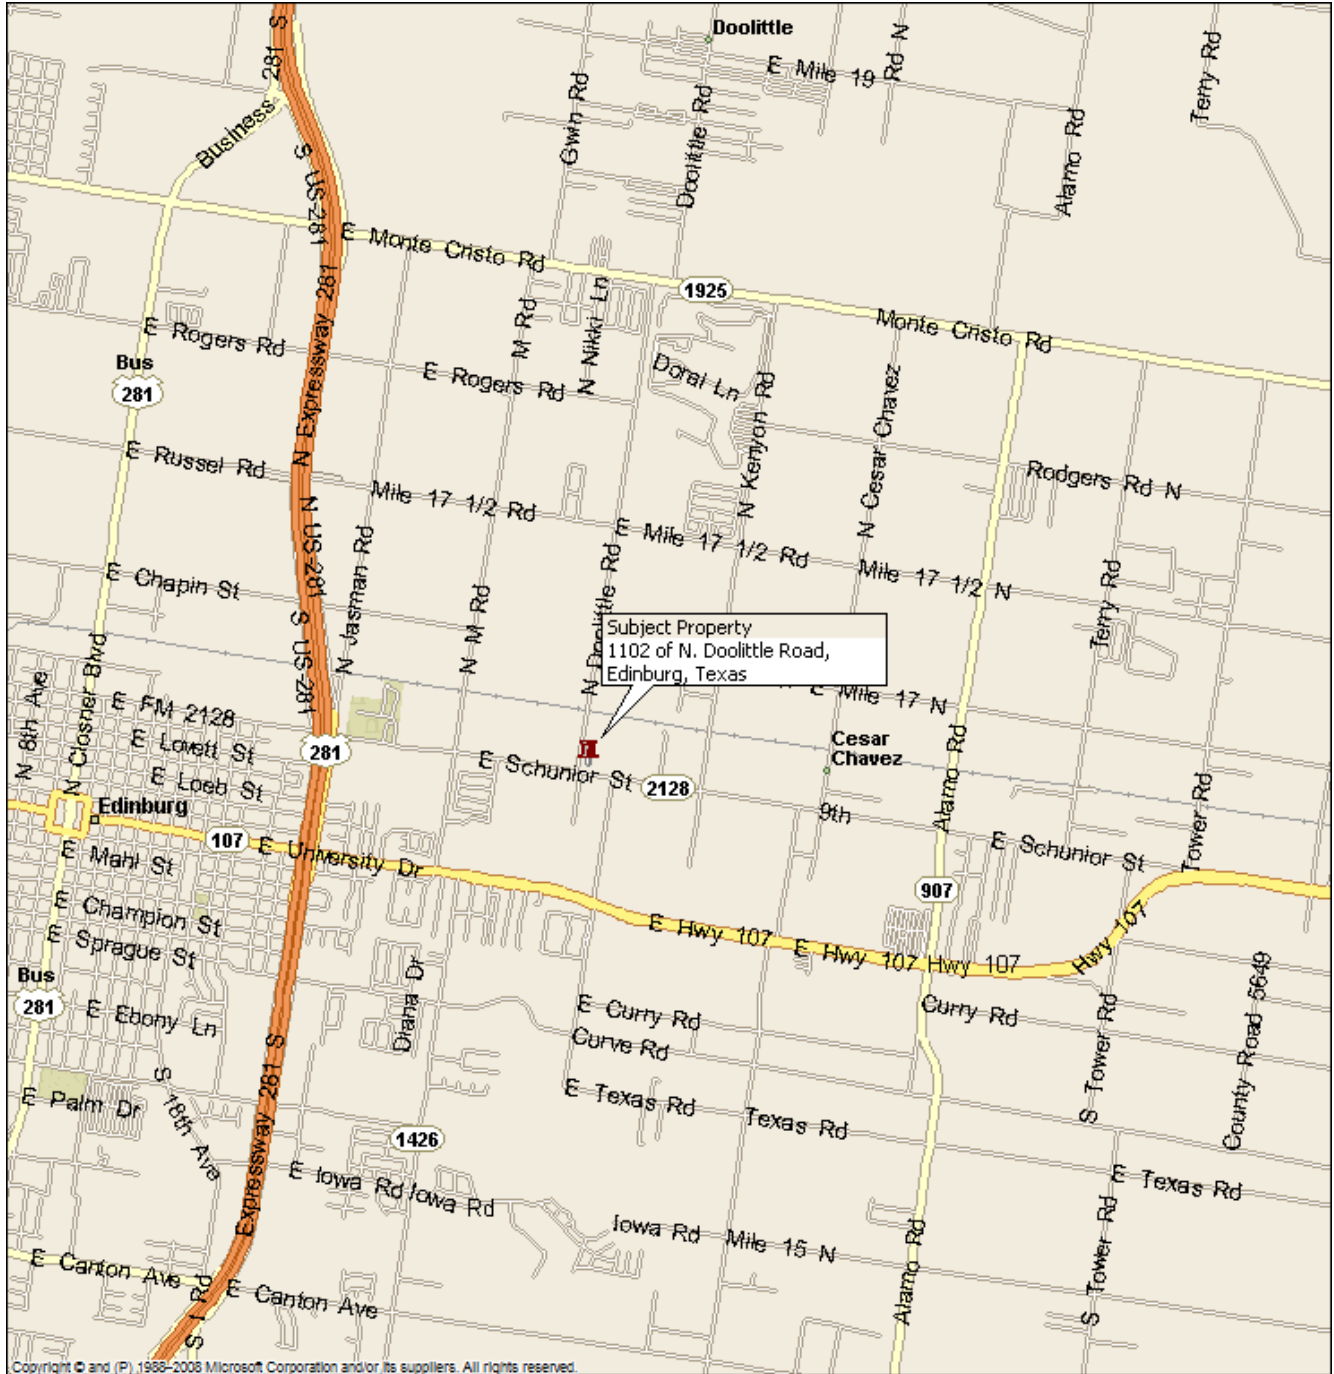 281 S
Doolittle
E Mile 19
Rd N
Terry Rd
Gwin Rd
Doolittle Rd
Alamo Rd
Business
S US-281
E Monte Cristo Rd
1925
Monte Cristo Rd
N Expressway 281
E Rogers Rd
M Rd
N Nikki Ln
Bus
281
E Rogers Rd
Doral Ln
N Kenyon Rd
N Cesar Chavez
E Russel Rd
Mile 17 1/2 Rd
E Mile 17 1/2 Rd
Rodgers Rd N
N US-281
Mile 17 1/2 N
E Chapin St
N Jasman Rd
N M Rd
N Doolittle Rd
Terry Rd
S US-281
Subject Property
1102 of N. Doolittle Road,
Edinburg, Texas
N 8th Ave
N Closner Blvd
E FM 2128
E Mile 17 N
E Lovett St
281
E Schunior St
Cesar
Chavez
E Loeb St
2128
Alamo Rd
Tower Rd
Edinburg
9th
107
E University Dr
E Schunior St
E Mahl St
907
E Champion St
E Hwy 107
E Hwy 107
Hwy 107
Hwy 107
E Sprague St
Bus
281
Diana Dr
County Road 5649
E Ebony Ln
E Curry Rd
Curry Rd
Curve Rd
S Tower Rd
Expressway 281 S
S 18th Ave
E Palm Dr
E Texas Rd
Texas Rd
1426
E Iowa Rd
Iowa Rd
E Texas Rd
Iowa Rd
Mile 15 N
S Tower Rd
Alamo Rd
E Canton Ave
S I Rd
E Canton Ave
Copyright © and (P) 1988–2008 Microsoft Corporation and/or its suppliers. All rights reserved.